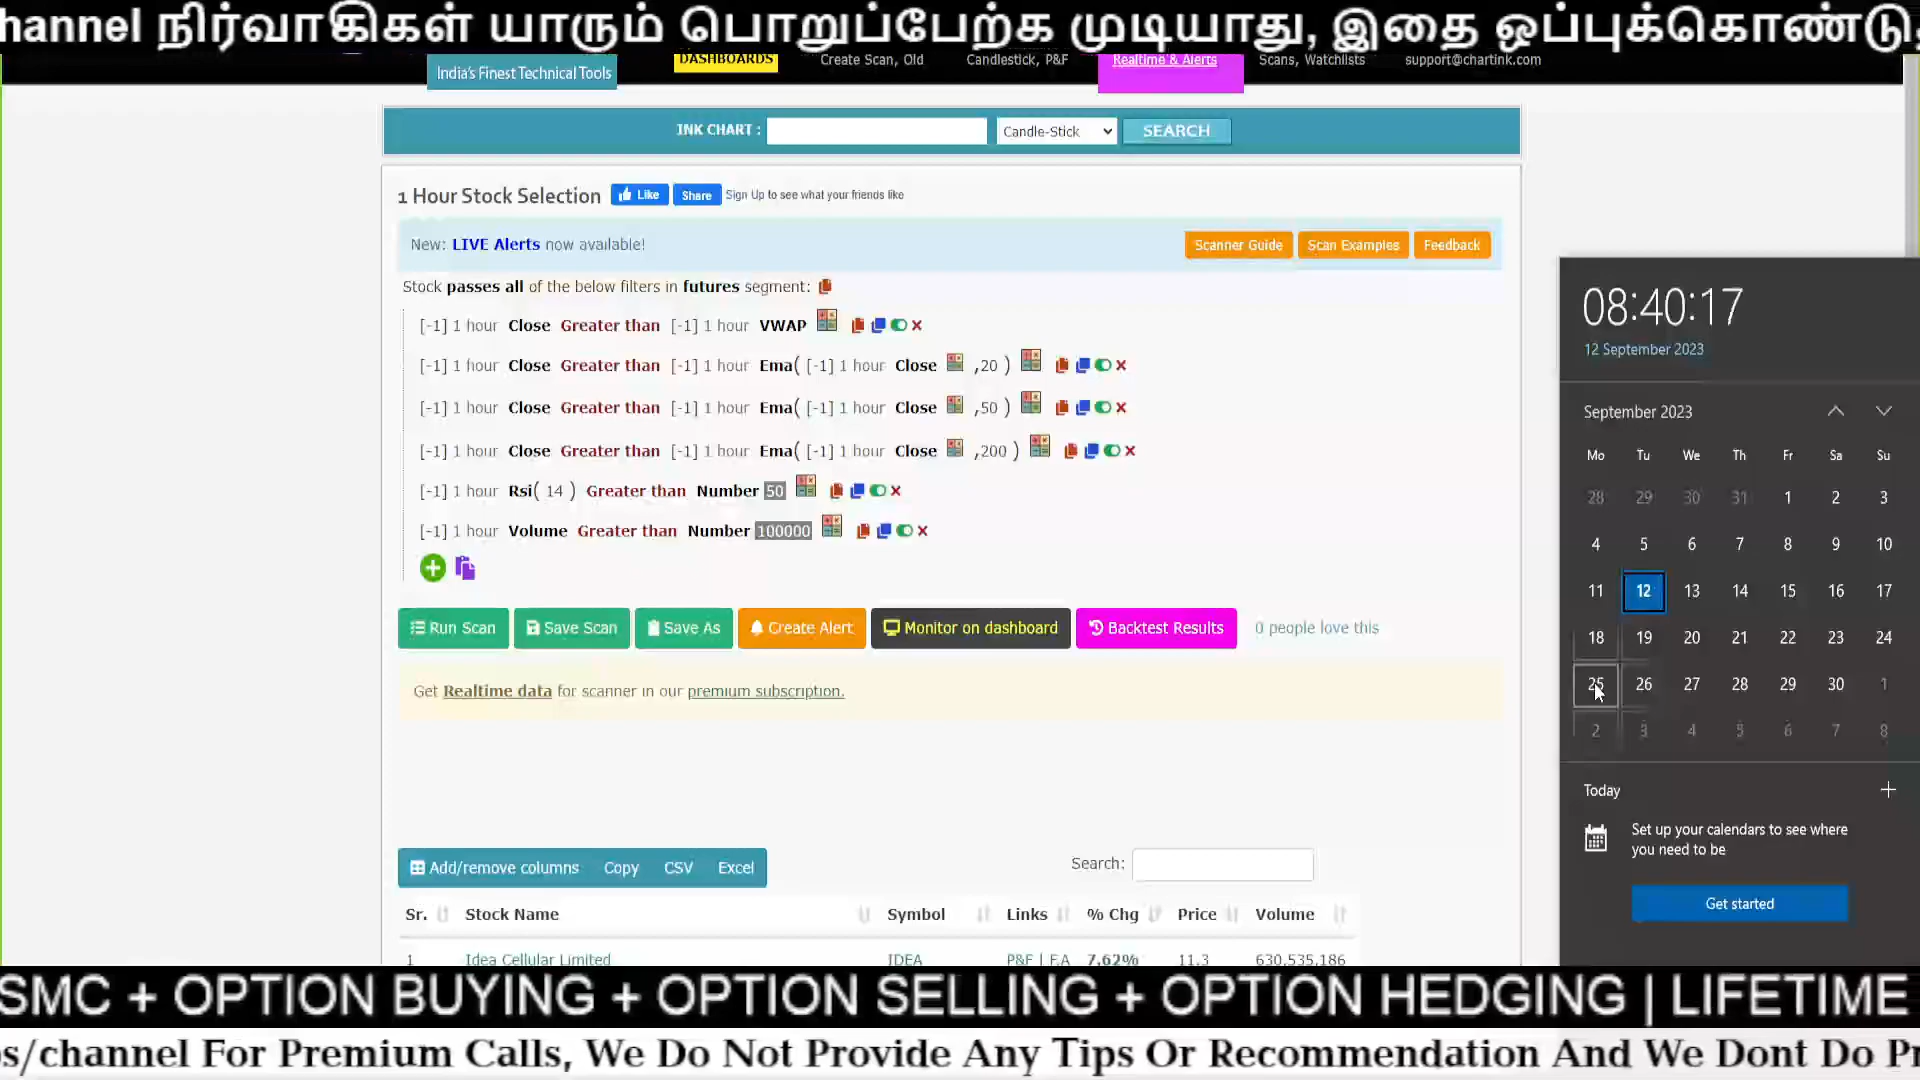 hannel நிர்வாகிகள் யாரும் பொறுப்பேற்க முடியாது, இதை ஒப்புக்கொண்டு
India's Finest Technical Tools
DASHBOARDS
Create Scan, Old
Candlestick, P&F
Realtime & Alerts
Scans, Watchlists
support@chartink.com
INK CHART :
Candle-Stick
SEARCH
1 Hour Stock Selection
Like
Share
Sign Up to see what your friends like
New: LIVE Alerts now available!
Scanner Guide
Scan Examples
Feedback
Stock passes all of the below filters in futures segment:
[-1] 1 hour Close Greater than [-1] 1 hour VWAP
[-1] 1 hour Close Greater than [-1] 1 hour Ema( [-1] 1 hour Close ,20 )
[-1] 1 hour Close Greater than [-1] 1 hour Ema( [-1] 1 hour Close ,50 )
[-1] 1 hour Close Greater than [-1] 1 hour Ema( [-1] 1 hour Close ,200 )
[-1] 1 hour Rsi( 14 ) Greater than Number 50
[-1] 1 hour Volume Greater than Number 100000
Run Scan
Save Scan
Save As
Create Alert
Monitor on dashboard
Backtest Results
0 people love this
Get Realtime data for scanner in our premium subscription.
Add/remove columns Copy CSV Excel
Search:
Sr. Stock Name Symbol Links % Chg Price Volume
1 Idea Cellular Limited IDEA P&F | F.A 7.62% 11.3 630,535,186
08:40:17
12 September 2023
September 2023
Mo Tu We Th Fr Sa Su
28 29 30 31 1 2 3
4 5 6 7 8 9 10
11 12 13 14 15 16 17
18 19 20 21 22 23 24
25 26 27 28 29 30 1
2 3 4 5 6 7 8
Today
Set up your calendars to see where
you need to be
Get started
SMC + OPTION BUYING + OPTION SELLING + OPTION HEDGING | LIFETIME
s/channel For Premium Calls, We Do Not Provide Any Tips Or Recommendation And We Dont Do Pr